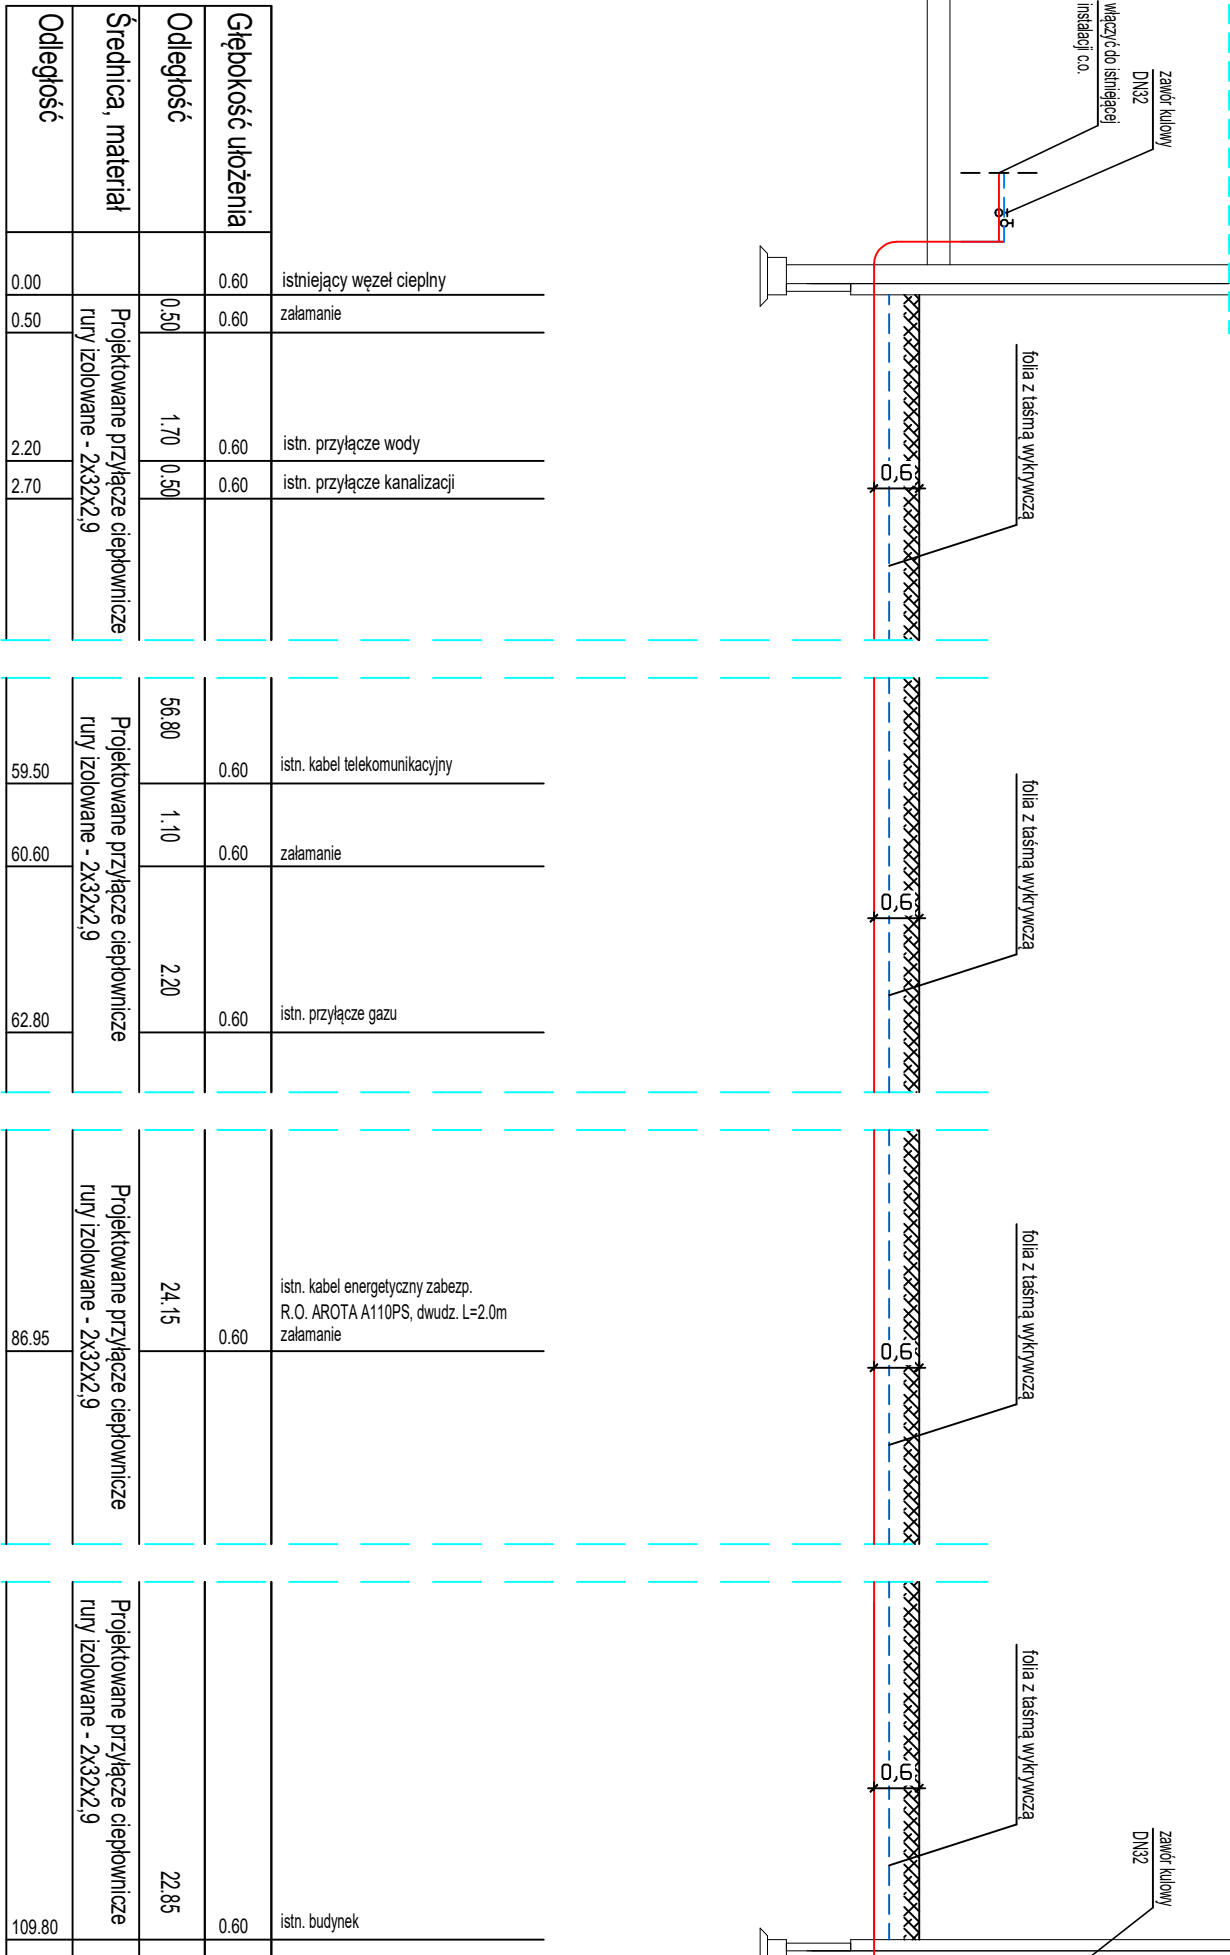 włączyć do istniejącej
instalacji c.o.
zawór kulowy
DN32
folia z taśmą wykrywczą
0,6
folia z taśmą wykrywczą
0,6
folia z taśmą wykrywczą
0,6
folia z taśmą wykrywczą
0,6
zawór kulowy
DN32
istniejący węzeł cieplny
załamanie
istn. przyłącze wody
istn. przyłącze kanalizacji
istn. kabel telekomunikacyjny
załamanie
istn. przyłącze gazu
istn. kabel energetyczny zabezp.
R.O. AROTA A110PS, dwudz. L=2.0m
załamanie
istn. budynek
Głębokość ułożenia
0.60
0.60
0.60
0.60
0.60
0.60
0.60
0.60
0.60
Odległość
0.50
1.70
0.50
56.80
1.10
2.20
24.15
22.85
Średnica, materiał
Projektowane przyłącze ciepłownicze
rury izolowane - 2x32x2,9
Projektowane przyłącze ciepłownicze
rury izolowane - 2x32x2,9
Projektowane przyłącze ciepłownicze
rury izolowane - 2x32x2,9
Projektowane przyłącze ciepłownicze
rury izolowane - 2x32x2,9
Odległość
0.00
0.50
2.20
2.70
59.50
60.60
62.80
86.95
109.80